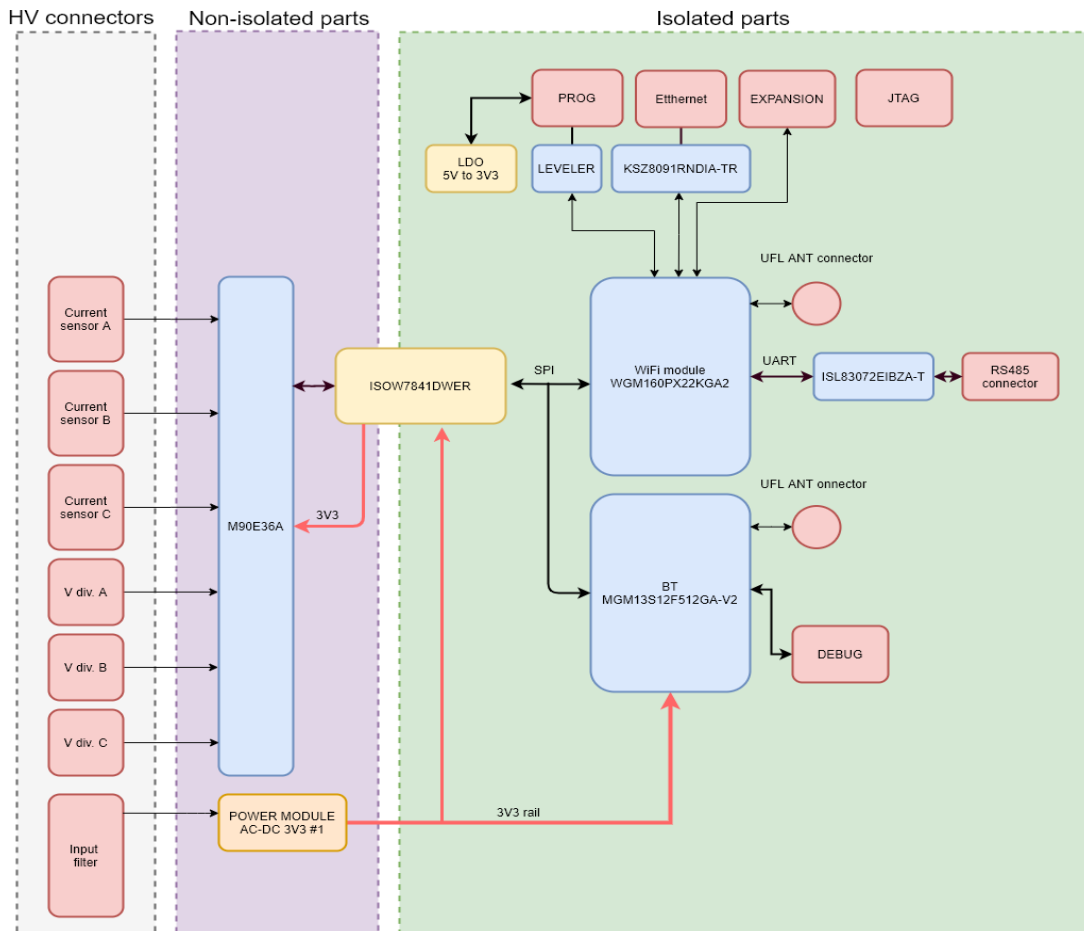 HV connectors
Non-isolated parts
Isolated parts
PROG
Etthernet
EXPANSION
JTAG
LDO
5V to 3V3
LEVELER
KSZ8091RNDIA-TR
UFL ANT connector
Current
sensor A
Current
sensor B
Current
sensor C
V div. A
V div. B
V div. C
Input
filter
M90E36A
ISOW7841DWER
3V3
POWER MODULE
AC-DC 3V3 #1
3V3 rail
SPI
WiFi module
WGM160PX22KGA2
UART
ISL83072EIBZA-T
RS485
connector
UFL ANT onnector
BT
MGM13S12F512GA-V2
DEBUG